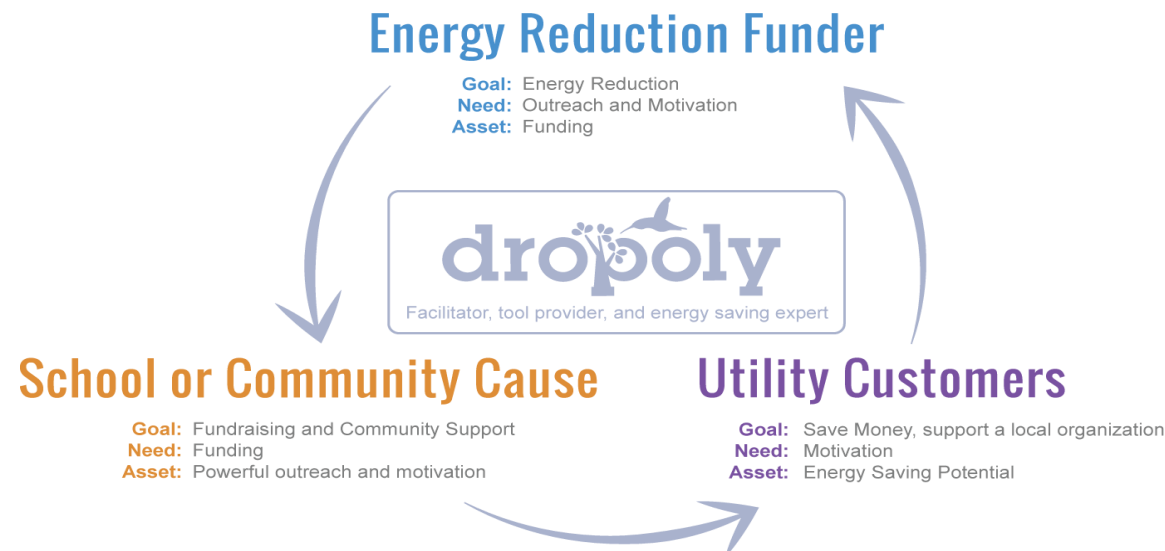 Energy Reduction Funder
Goal: Energy Reduction
Need: Outreach and Motivation
Asset: Funding
dropoly
Facilitator, tool provider, and energy saving expert
School or Community Cause
Goal: Fundraising and Community Support
Need: Funding
Asset: Powerful outreach and motivation
Utility Customers
Goal: Save Money, support a local organization
Need: Motivation
Asset: Energy Saving Potential